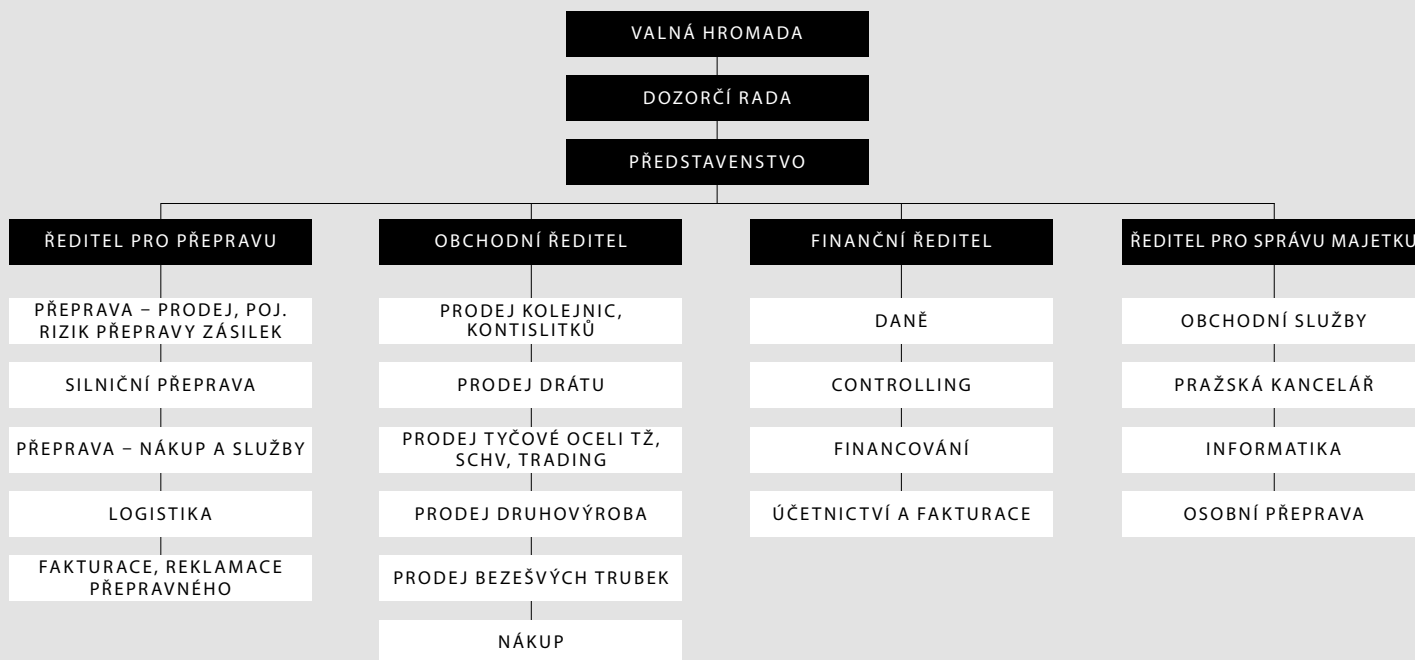 VALNÁ HROMADA
DOZORČÍ RADA
PŘEDSTAVENSTVO
ŘEDITEL PRO PŘEPRAVU
PŘEPRAVA – PRODEJ, POJ.
RIZIK PŘEPRAVY ZÁSILEK
SILNIČNÍ PŘEPRAVA
PŘEPRAVA – NÁKUP A SLUŽBY
LOGISTIKA
FAKTURACE, REKLAMACE
PŘEPRAVNÉHO
OBCHODNÍ ŘEDITEL
PRODEJ KOLEJNIC,
KONTISLITKŮ
PRODEJ DRÁTU
PRODEJ TYČOVÉ OCELI TŽ,
SCHV, TRADING
PRODEJ DRUHOVÝROBA
PRODEJ BEZEŠVÝCH TRUBEK
NÁKUP
FINANČNÍ ŘEDITEL
DANĚ
CONTROLLING
FINANCOVÁNÍ
ÚČETNICTVÍ A FAKTURACE
ŘEDITEL PRO SPRÁVU MAJETKU
OBCHODNÍ SLUŽBY
PRAŽSKÁ KANCELÁŘ
INFORMATIKA
OSOBNÍ PŘEPRAVA